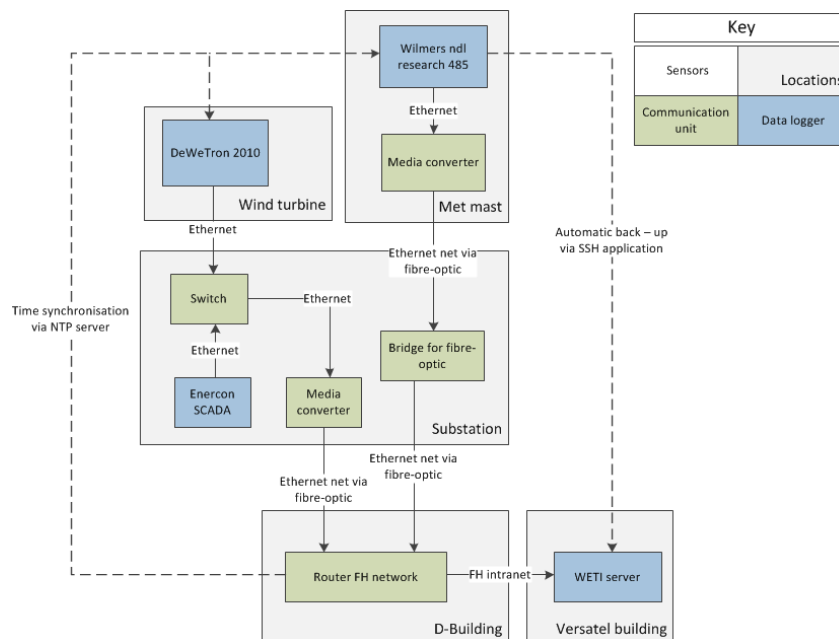 Key
Sensors
Locations
Communication
unit
Data logger
Wilmers ndl
research 485
Ethernet
Media converter
Met mast
DeWeTron 2010
Wind turbine
Ethernet
Ethernet net via
fibre-optic
Automatic back – up
via SSH application
Time synchronisation
via NTP server
Switch
Ethernet
Ethernet
Enercon
SCADA
Media
converter
Bridge for fibre-
optic
Substation
Ethernet net via
fibre-optic
Ethernet net via
fibre-optic
Router FH network
FH intranet
WETI server
D-Building
Versatel building